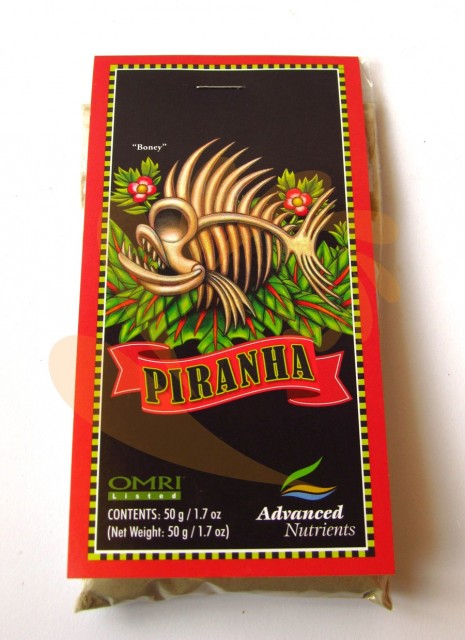 "Boney"
PIRANHA
OMRI
Listed
CONTENTS: 50 g / 1.7 oz
(Net Weight: 50 g / 1.7 oz)
Advanced
Nutrients